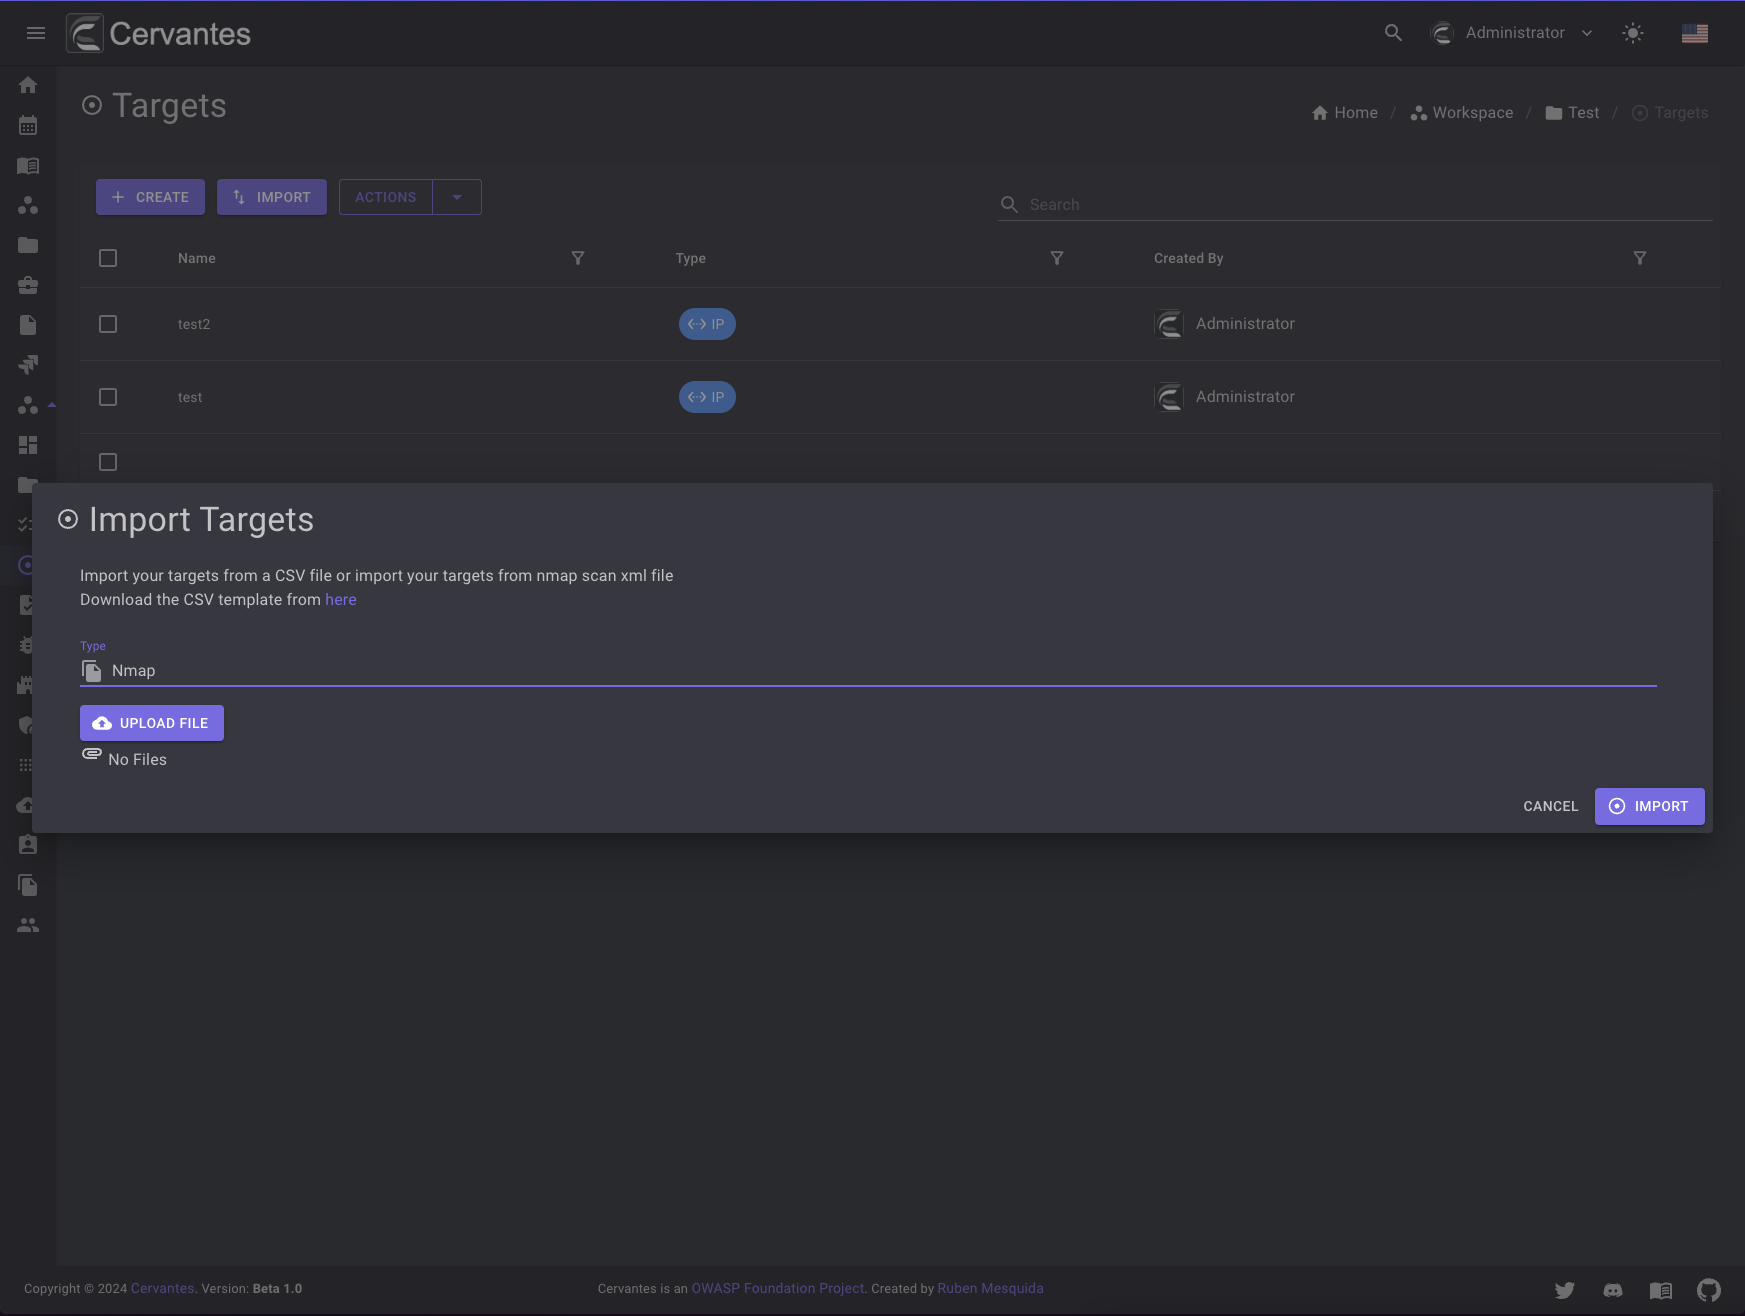 Cervantes
Administrator
Targets
Home / Workspace / Test / Targets
CREATE IMPORT ACTIONS
Search
Name Type Created By
test2 IP Administrator
test IP Administrator
Import Targets
Import your targets from a CSV file or import your targets from nmap scan xml file
Download the CSV template from here
Type
Nmap
UPLOAD FILE
No Files
CANCEL IMPORT
Copyright © 2024 Cervantes. Version: Beta 1.0
Cervantes is an OWASP Foundation Project. Created by Ruben Mesquida